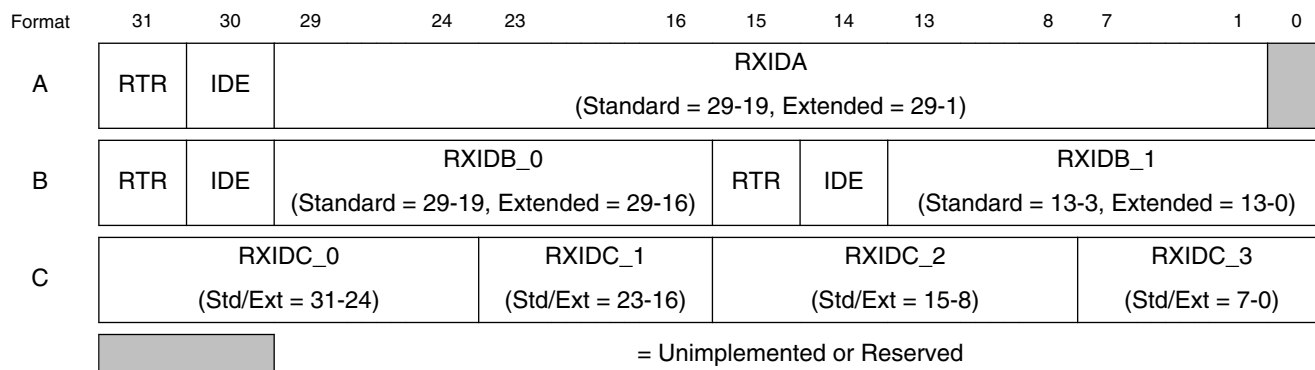 Format 31 30 29 24 23 16 15 14 13 8 7 1 0
A RTR IDE RXIDA
(Standard = 29-19, Extended = 29-1)
B RTR IDE RXIDB_0 RTR IDE RXIDB_1
(Standard = 29-19, Extended = 29-16) (Standard = 13-3, Extended = 13-0)
C RXIDC_0 RXIDC_1 RXIDC_2 RXIDC_3
(Std/Ext = 31-24) (Std/Ext = 23-16) (Std/Ext = 15-8) (Std/Ext = 7-0)
= Unimplemented or Reserved